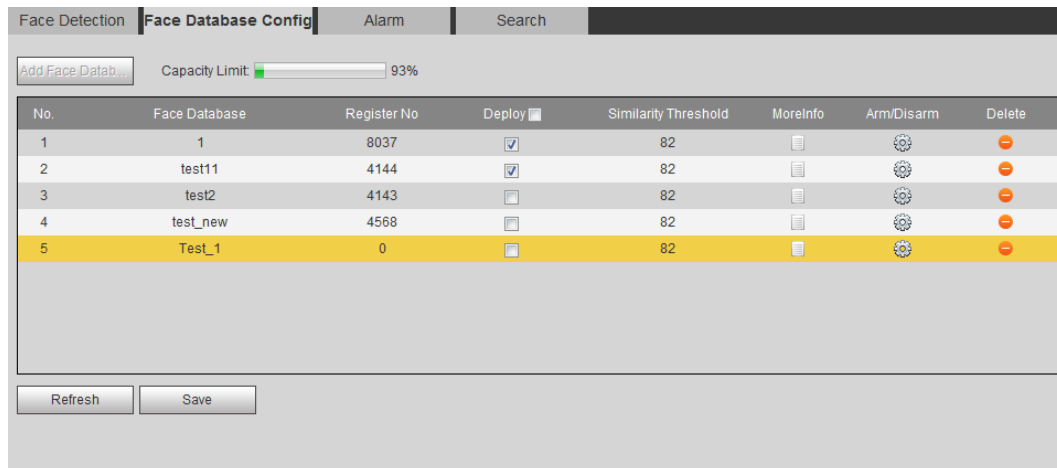 Face Detection Face Database Config Alarm Search
Add Face Datab... Capacity Limit: 93%
No. Face Database Register No Deploy Similarity Threshold MoreInfo Arm/Disarm Delete
1 1 8037 82
2 test11 4144 82
3 test2 4143 82
4 test_new 4568 82
5 Test_1 0 82
Refresh Save